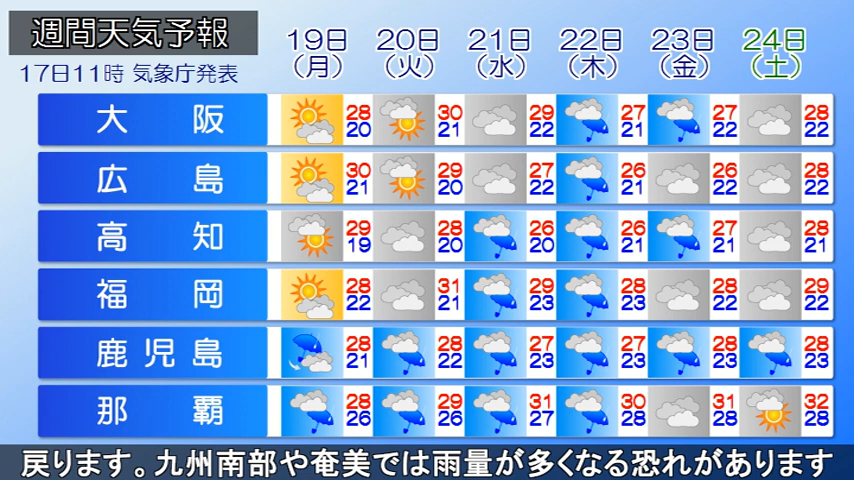 週間天気予報
17日11時 気象庁発表
19日 20日 21日 22日 23日 24日
(月) (火) (水) (木) (金) (土)
大阪 28 30 29 27 27 28
20 21 22 21 22 22
広島 30 29 27 26 26 28
21 20 22 21 22 22
高知 29 28 26 26 27 28
19 20 20 21 21 21
福岡 28 31 29 28 28 29
22 21 23 23 22 22
鹿児島 28 28 27 27 28 28
21 22 23 23 23 23
那覇 28 29 31 30 31 32
26 26 27 28 28 28
戻ります。九州南部や奄美では雨量が多くなる恐れがあります